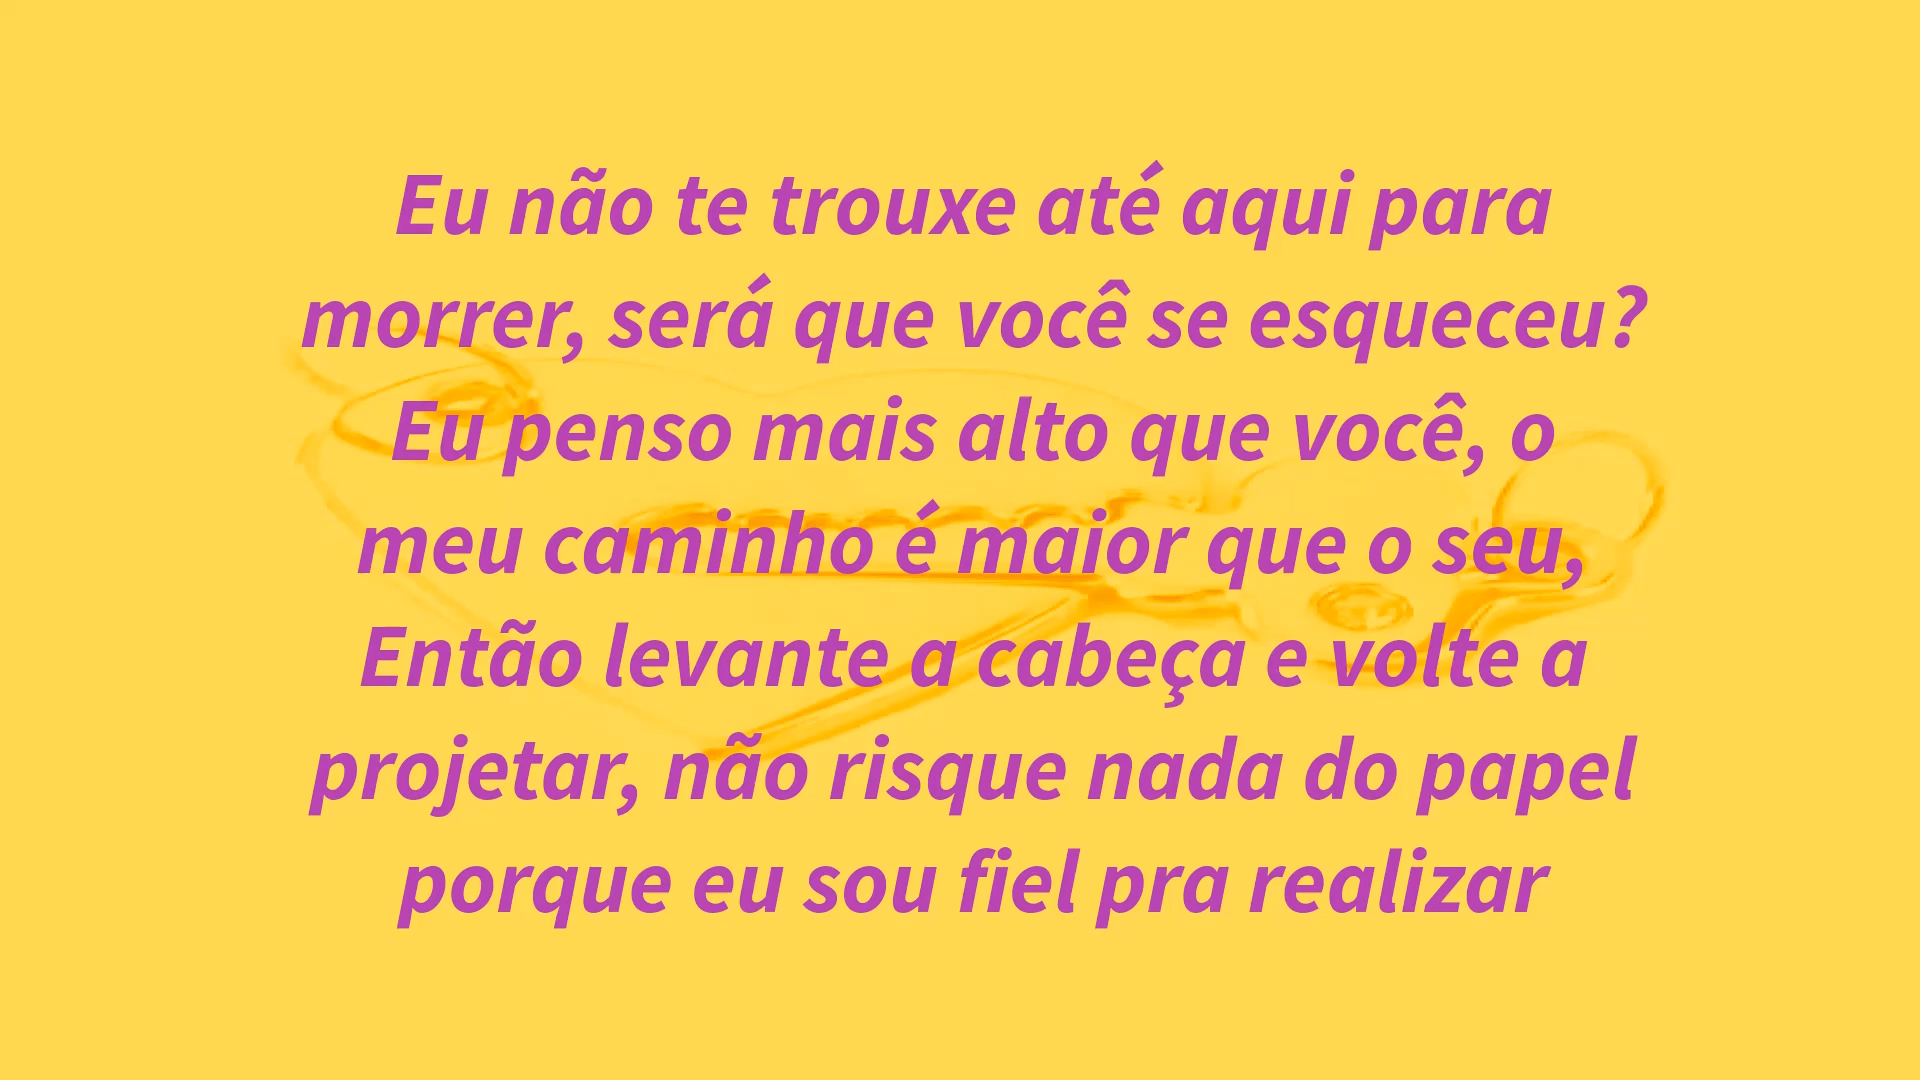 Eu não te trouxe até aqui para
morrer, será que você se esqueceu?
Eu penso mais alto que você, o
meu caminho é maior que o seu,
Então levante a cabeça e volte a
projetar, não risque nada do papel
porque eu sou fiel pra realizar